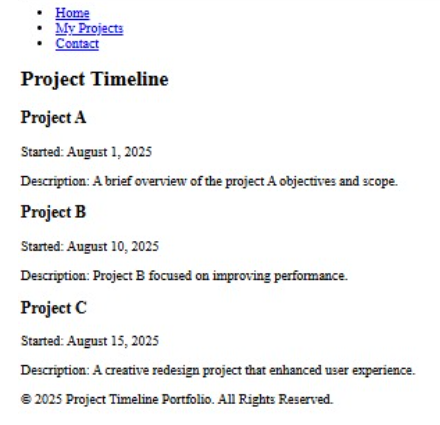 Home
My Projects
Contact
Project Timeline
Project A
Started: August 1, 2025
Description: A brief overview of the project A objectives and scope.
Project B
Started: August 10, 2025
Description: Project B focused on improving performance.
Project C
Started: August 15, 2025
Description: A creative redesign project that enhanced user experience.
© 2025 Project Timeline Portfolio. All Rights Reserved.